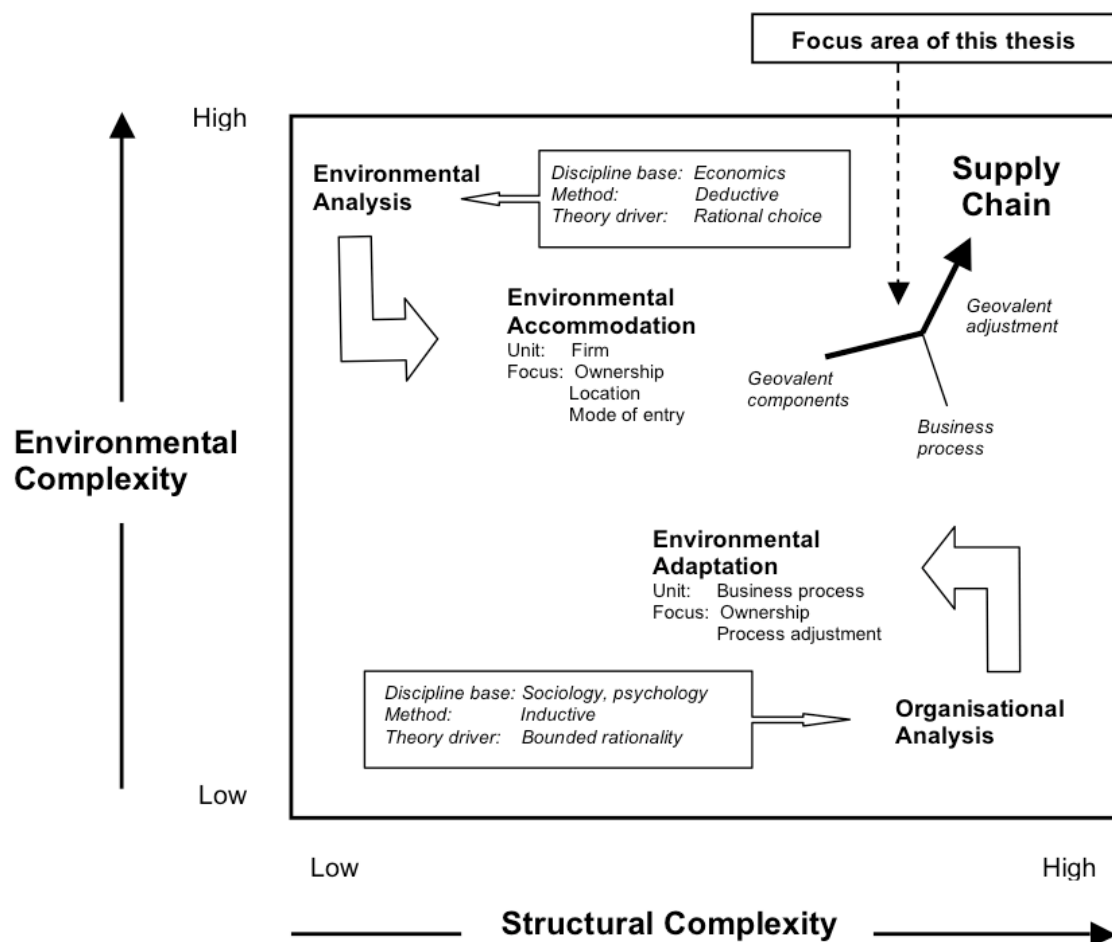 Focus area of this thesis
High
Environmental
Analysis
Discipline base: Economics
Method: Deductive
Theory driver: Rational choice
Supply
Chain
Environmental
Accommodation
Unit: Firm
Focus: Ownership
Location
Mode of entry
Geovalent
adjustment
Geovalent
components
Business
process
Environmental
Complexity
Environmental
Adaptation
Unit: Business process
Focus: Ownership
Process adjustment
Discipline base: Sociology, psychology
Method: Inductive
Theory driver: Bounded rationality
Organisational
Analysis
Low
Low
High
Structural Complexity